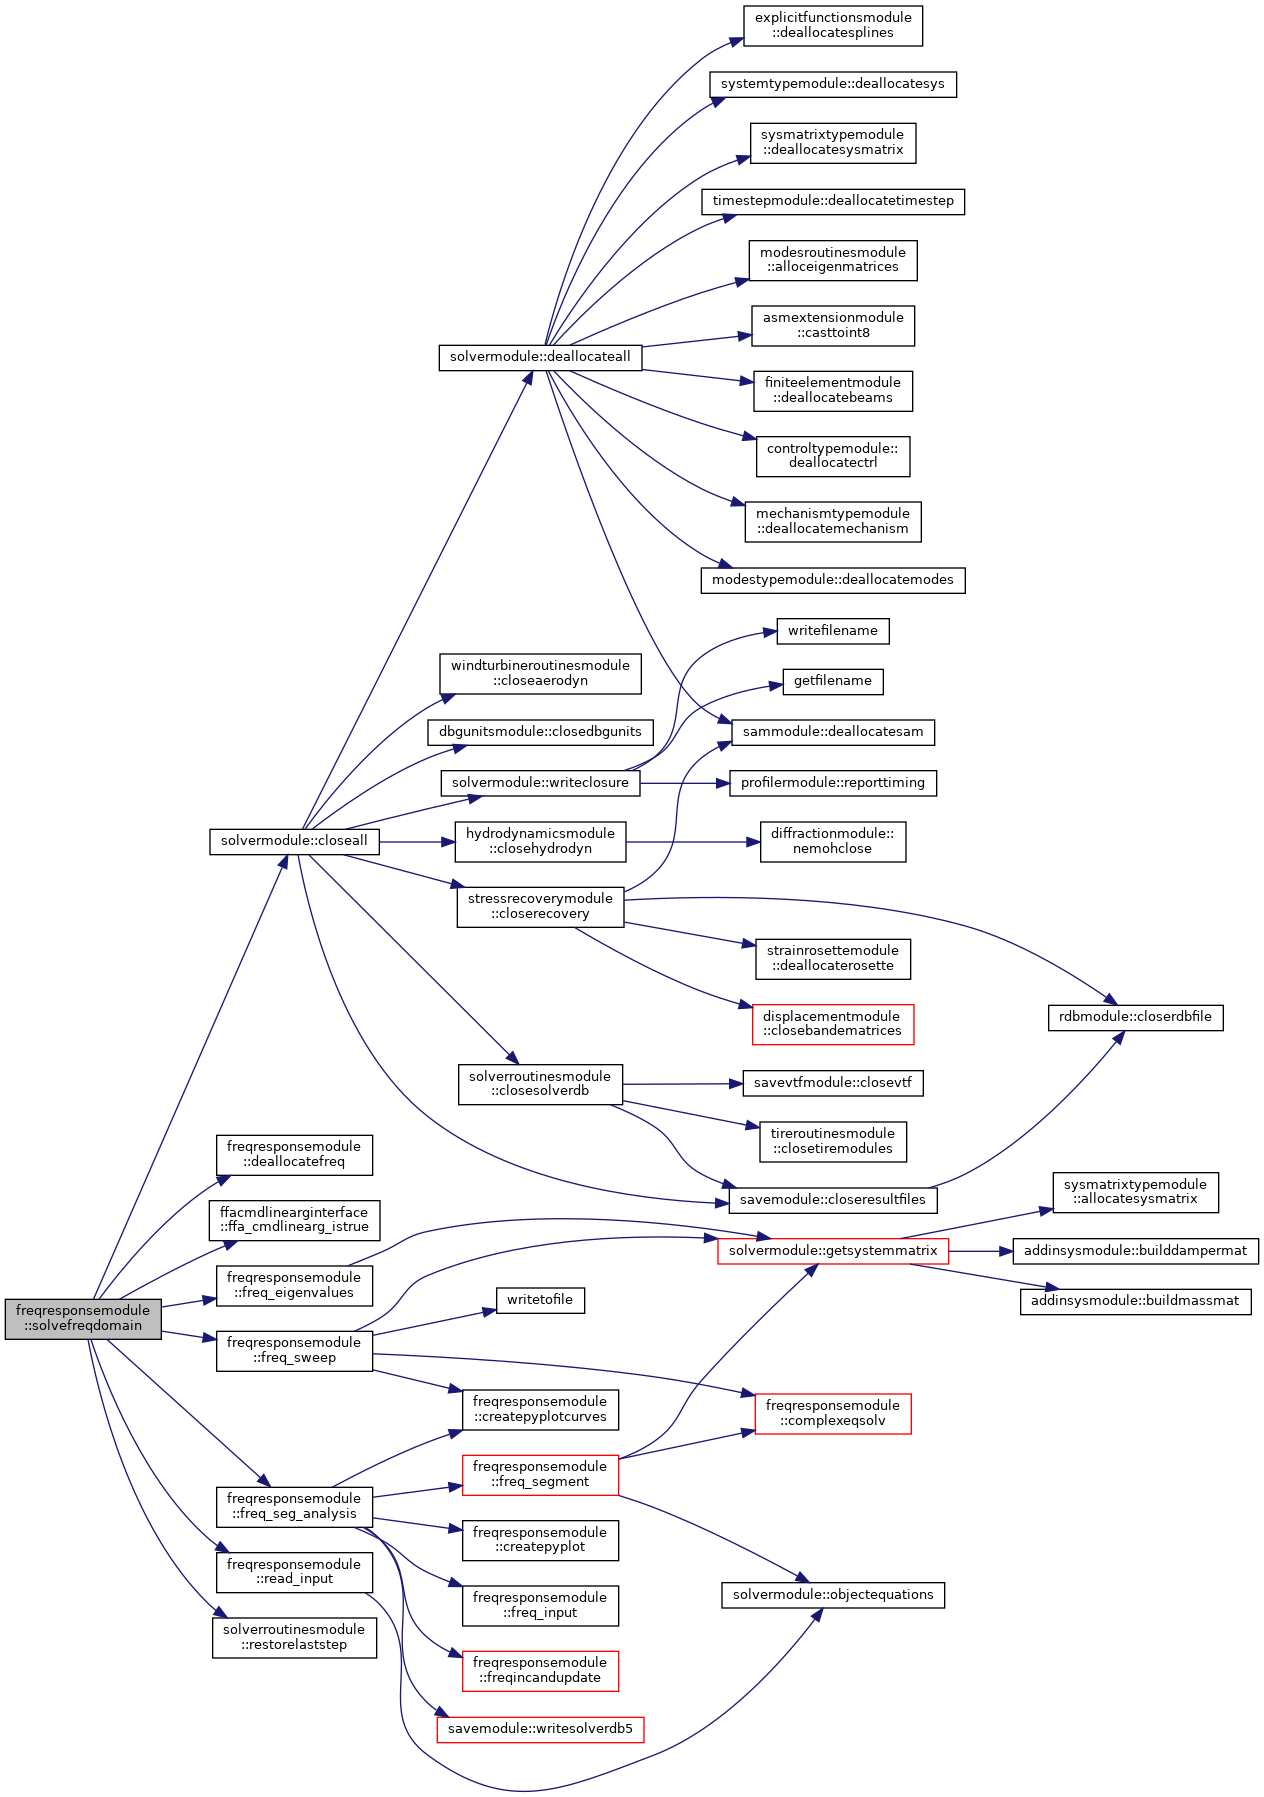 explicitfunctionsmodule
::deallocatesplines
systemtypemodule::deallocatesys
sysmatrixtypemodule
::deallocatesysmatrix
timestepmodule::deallocatetimestep
modesroutinesmodule
::alloceigenmatrices
asmextensionmodule
::casttoint8
solvermodule::deallocateall
finiteelementmodule
::deallocatebeams
controltypemodule::
deallocatectrl
mechanismtypemodule
::deallocatemechanism
modestypemodule::deallocatemodes
writefilename
windturbineroutinesmodule
::closeaerodyn
getfilename
dbgunitsmodule::closedbgunits
sammodule::deallocatesam
solvermodule::writeclosure
profilermodule::reporttiming
solvermodule::closeall
hydrodynamicsmodule
::closehydrodyn
diffractionmodule::
nemohclose
stressrecoverymodule
::closerecovery
strainrosettemodule
::deallocaterosette
displacementmodule
::closebandematrices
rdbmodule::closerdbfile
solverroutinesmodule
::closesolverdb
savevtfmodule::closevtf
tireroutinesmodule
::closetiremodules
freqresponsemodule
::deallocatefreq
savemodule::closeresultfiles
sysmatrixtypemodule
::allocatesysmatrix
ffacmdlinearginterface
::ffa_cmdlinearg_istrue
solvermodule::getsystemmatrix
addinsysmodule::builddampermat
freqresponsemodule
::freq_eigenvalues
writetofile
addinsysmodule::buildmassmat
freqresponsemodule
::solvefreqdomain
freqresponsemodule
::freq_sweep
freqresponsemodule
::createpyplotcurves
freqresponsemodule
::complexeqsolv
freqresponsemodule
::freq_segment
freqresponsemodule
::freq_seg_analysis
freqresponsemodule
::createpyplot
freqresponsemodule
::read_input
freqresponsemodule
::freq_input
solvermodule::objectequations
solverroutinesmodule
::restorelaststep
freqresponsemodule
::freqincandupdate
savemodule::writesolverdb5